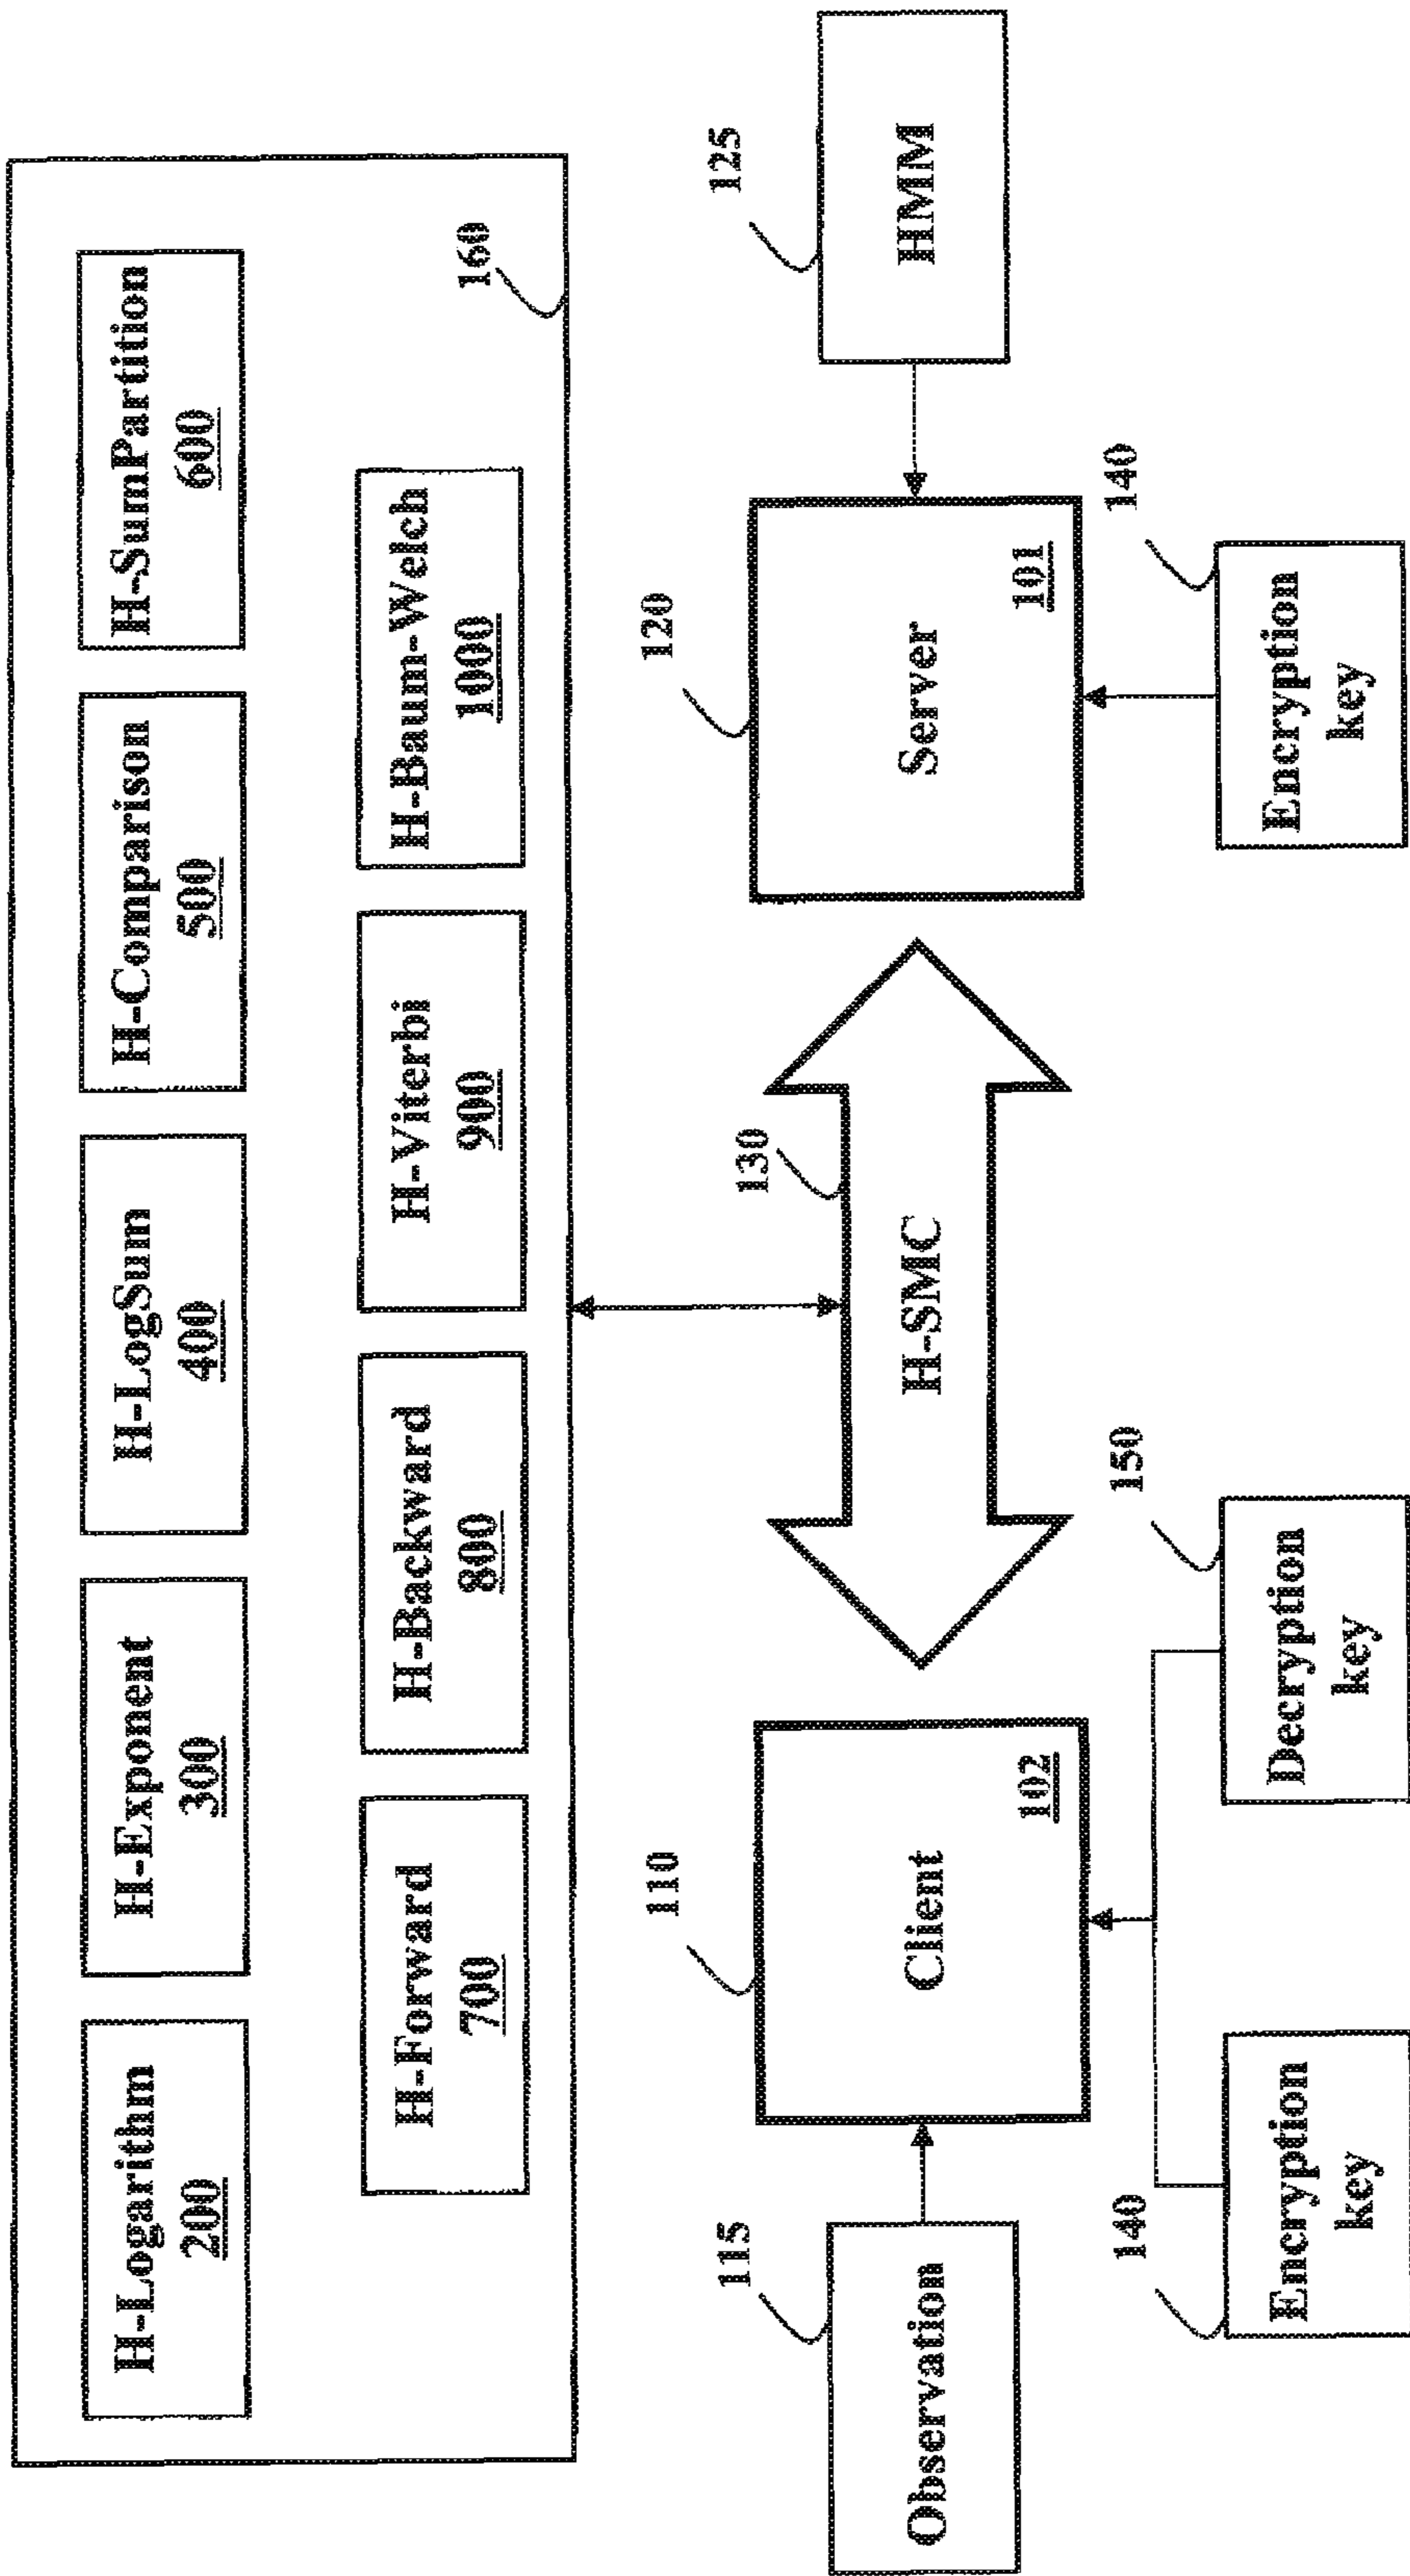 H-Logarithm
200
H-Exponent
300
H-LogSum
400
H-Comparison
500
H-SumPartition
600
H-Forward
700
H-Backward
800
H-Viterbi
900
H-Baum-Welch
1000
160
115
Observation
110
Client
102
130
H-SMC
120
Server
101
125
HMM
140
Encryption
key
150
Decryption
key
140
Encryption
key